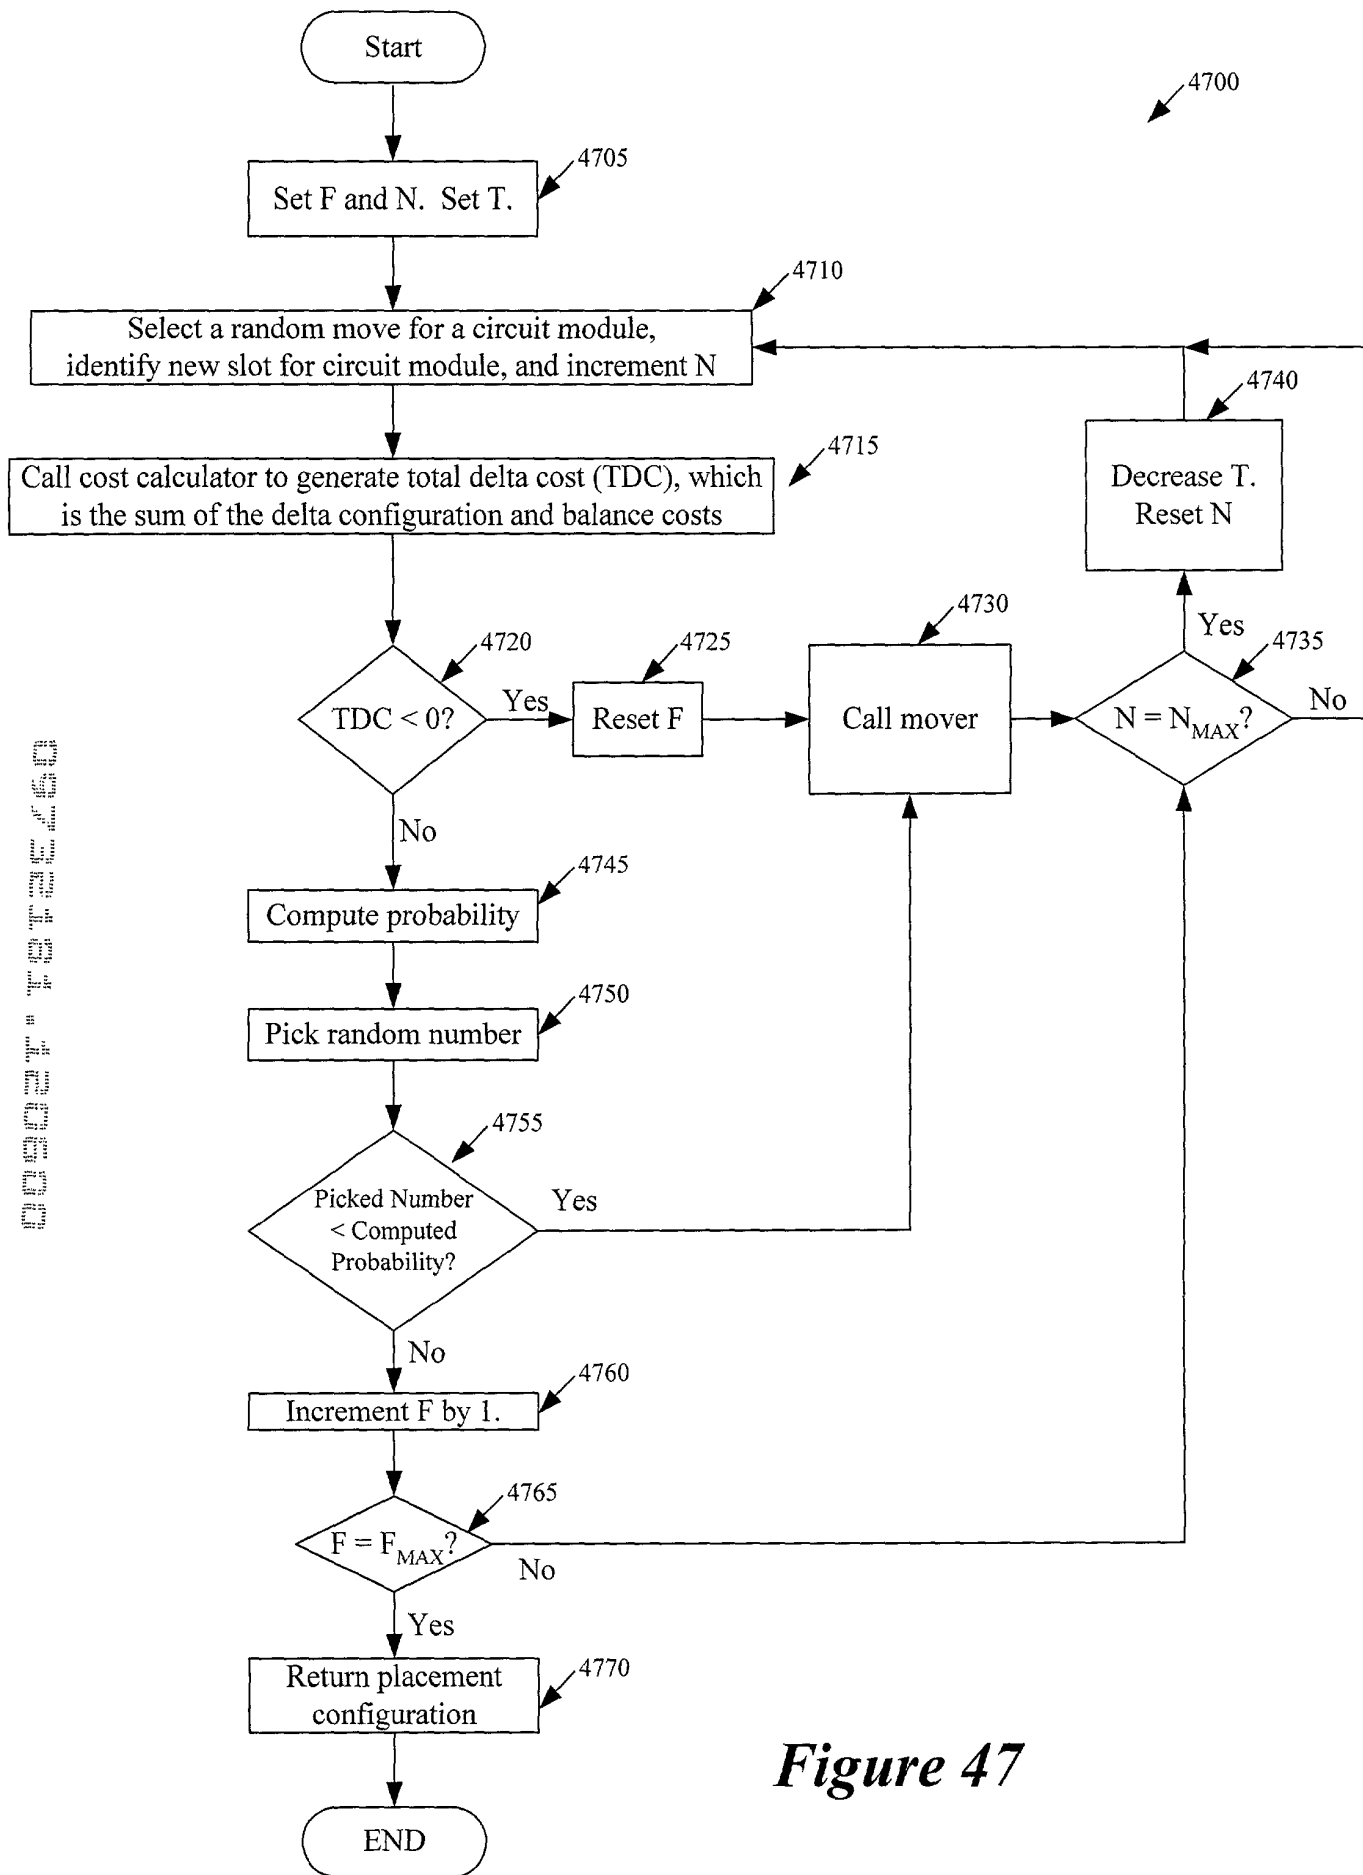 Start
4700
4705
Set F and N. Set T.
4710
Select a random move for a circuit module,
identify new slot for circuit module, and increment N
4740
Decrease T.
Reset N
4715
Call cost calculator to generate total delta cost (TDC), which
is the sum of the delta configuration and balance costs
4720
TDC < 0?
Yes
4725
Reset F
4730
Call mover
Yes
4735
N = NMAX?
No
No
4745
Compute probability
4750
Pick random number
4755
Picked Number
< Computed
Probability?
Yes
No
4760
Increment F by 1.
4765
F = FMAX?
No
Yes
4770
Return placement
configuration
END
Figure 47
09732181.120600